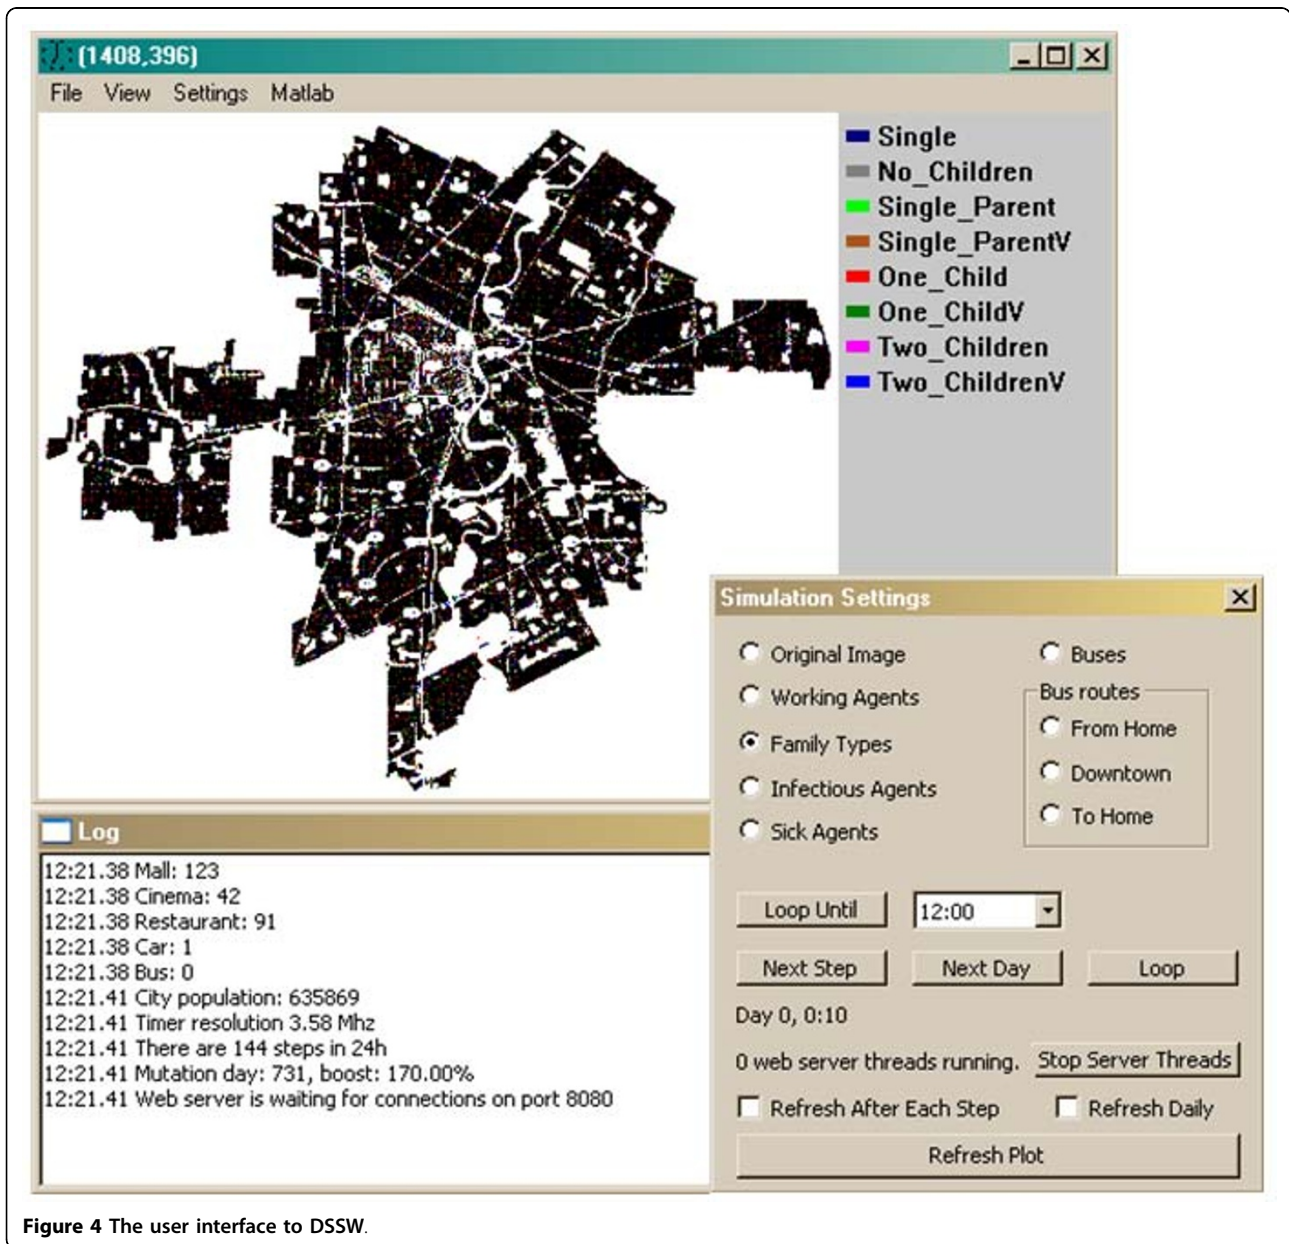 (1408,396)
File View Settings Matlab
Single
No_Children
Single_Parent
Single_ParentV
One_Child
One_ChildV
Two_Children
Two_ChildrenV
Simulation Settings
Original Image
Working Agents
Family Types
Infectious Agents
Sick Agents
Buses
Bus routes
From Home
Downtown
To Home
Loop Until 12:00
Next Step Next Day Loop
Day 0, 0:10
0 web server threads running. Stop Server Threads
Refresh After Each Step Refresh Daily
Refresh Plot
Log
12:21.38 Mall: 123
12:21.38 Cinema: 42
12:21.38 Restaurant: 91
12:21.38 Car: 1
12:21.38 Bus: 0
12:21.41 City population: 635869
12:21.41 Timer resolution 3.58 Mhz
12:21.41 There are 144 steps in 24h
12:21.41 Mutation day: 731, boost: 170.00%
12:21.41 Web server is waiting for connections on port 8080
Figure 4 The user interface to DSSW.